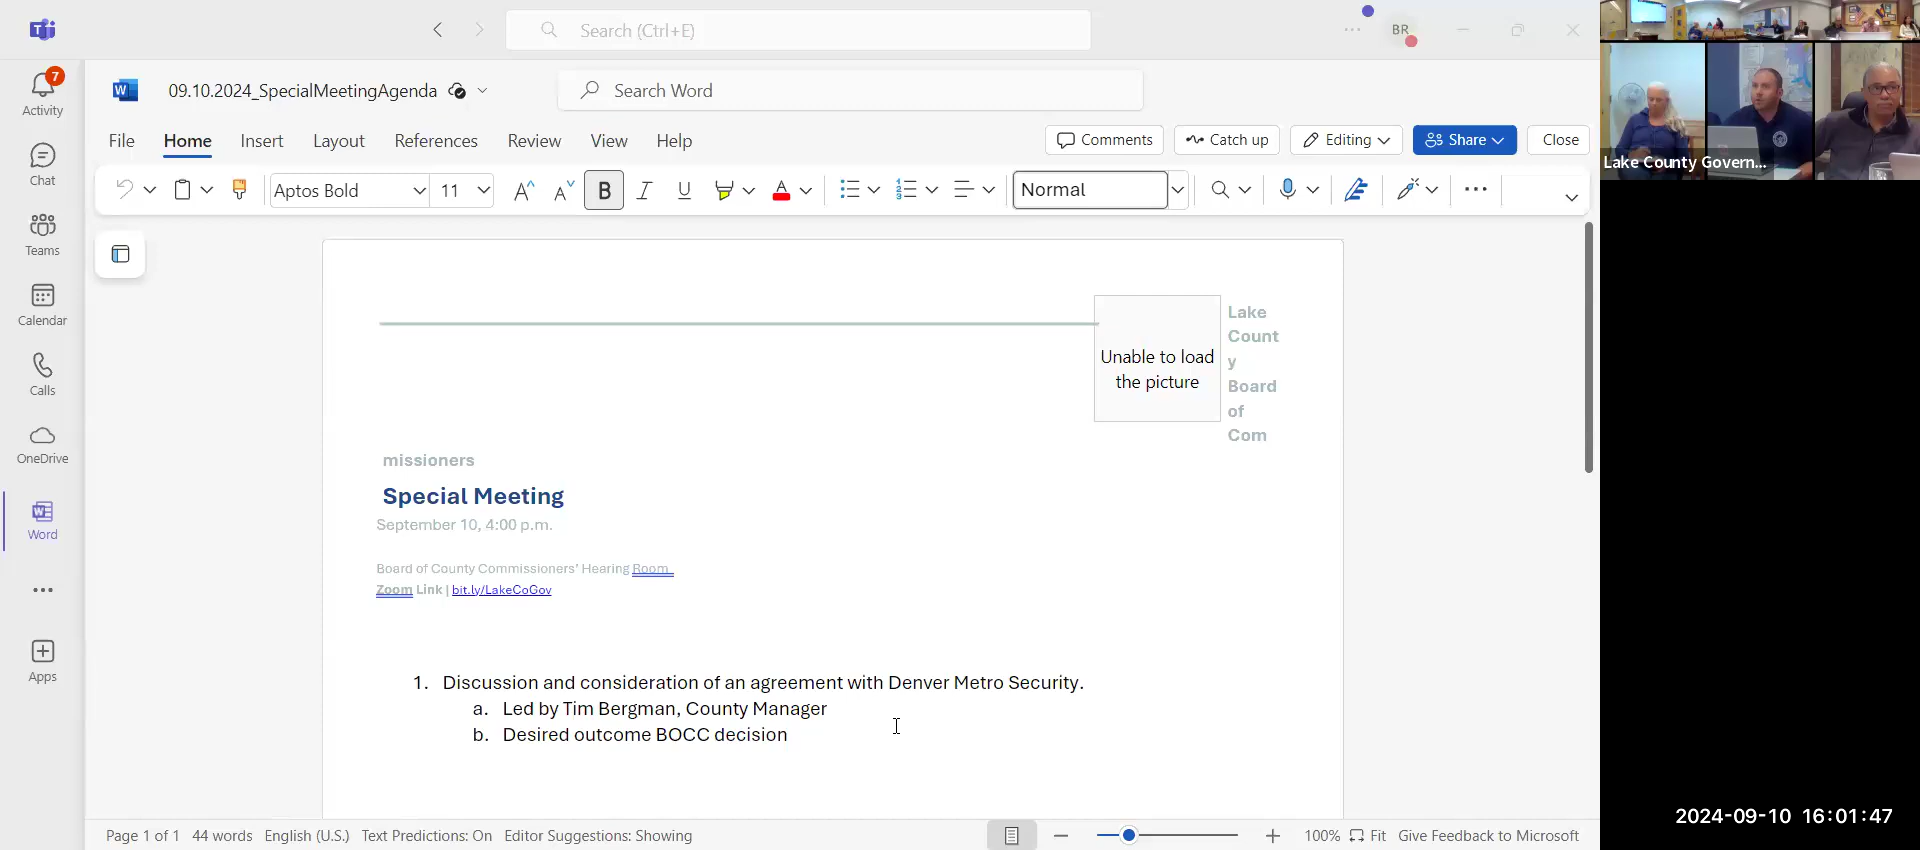 Search (Ctrl+E)
BR
7
Activity
Chat
Teams
Calendar
Calls
OneDrive
Word
Apps
09.10.2024_SpecialMeetingAgenda
Search Word
File Home Insert Layout References Review View Help
Comments Catch up Editing Share Close
Aptos Bold 11 Normal
Unable to load
the picture
Lake
Count
y
Board
of
Com
missioners
Special Meeting
September 10, 4:00 p.m.
Board of County Commissioners' Hearing Room
Zoom Link | bit.ly/LakeCoGov
1. Discussion and consideration of an agreement with Denver Metro Security.
a. Led by Tim Bergman, County Manager
b. Desired outcome BOCC decision
Page 1 of 1 44 words English (U.S.) Text Predictions: On Editor Suggestions: Showing
100% Fit Give Feedback to Microsoft
Lake County Govern...
2024-09-10 16:01:47